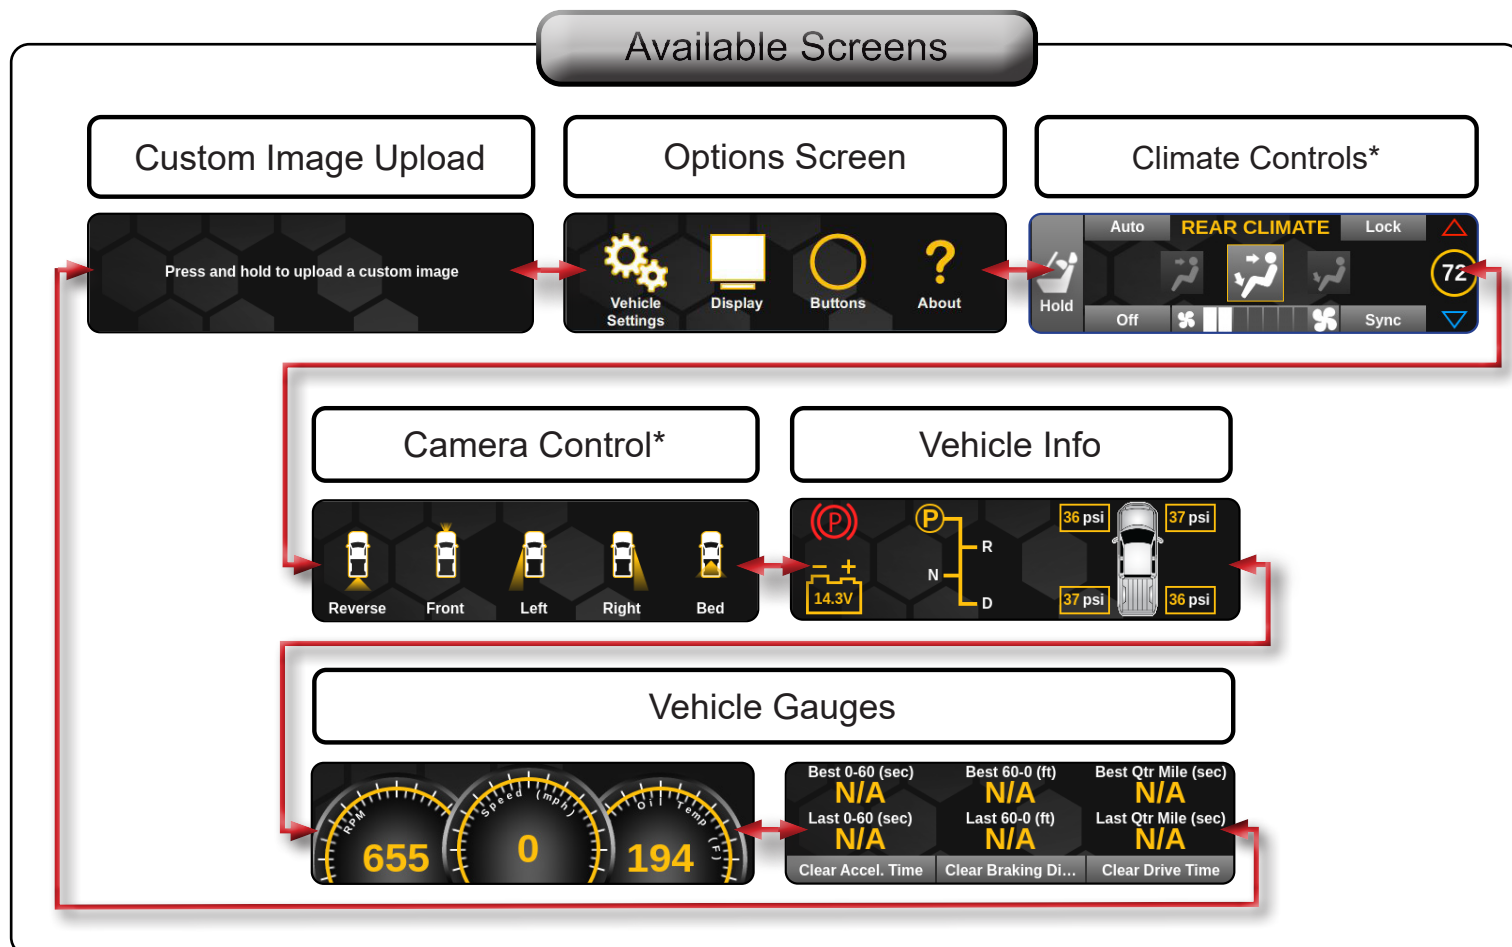 Available Screens
Custom Image Upload
Options Screen
Climate Controls*
Press and hold to upload a custom image
Vehicle
Settings
Display
Buttons
?
About
Hold
Auto
REAR CLIMATE
Lock
72
Off
Sync
Camera Control*
Vehicle Info
Reverse
Front
Left
Right
Bed
(P)
P
R
N
D
– +
14.3V
36 psi
37 psi
37 psi
36 psi
Vehicle Gauges
RPM
655
Speed (mph)
0
Oil Temp (F)
194
Best 0-60 (sec)
N/A
Last 0-60 (sec)
N/A
Clear Accel. Time
Best 60-0 (ft)
N/A
Last 60-0 (ft)
N/A
Clear Braking Di...
Best Qtr Mile (sec)
N/A
Last Qtr Mile (sec)
N/A
Clear Drive Time